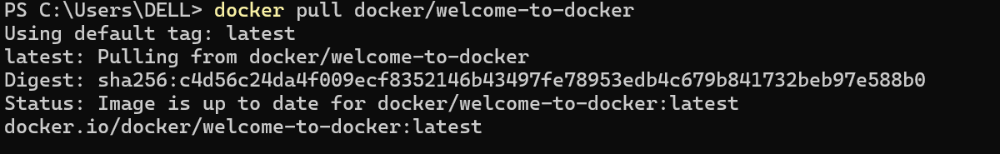 PS C:\Users\DELL> docker pull docker/welcome-to-docker
Using default tag: latest
latest: Pulling from docker/welcome-to-docker
Digest: sha256:c4d56c24da4f009ecf8352146b43497fe78953edb4c679b841732beb97e588b0
Status: Image is up to date for docker/welcome-to-docker:latest
docker.io/docker/welcome-to-docker:latest